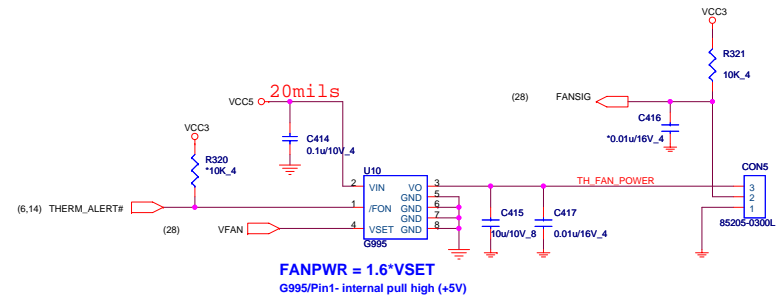 VCC3
R321
10K_4
20mils
VCC5
(28) FANSIG
C416
*0.01u/16V_4
VCC3
C414
0.1u/10V_4
R320
*10K_4
U10
CON5
2 VIN VO 3
TH_FAN_POWER
3
GND 5
2
(6,14) THERM_ALERT#
1 /FON GND 6
1
GND 7
(28) VFAN
4 VSET GND 8
85205-0300L
G995
C415
10u/10V_8
C417
0.01u/16V_4
FANPWR = 1.6*VSET
G995/Pin1- internal pull high (+5V)